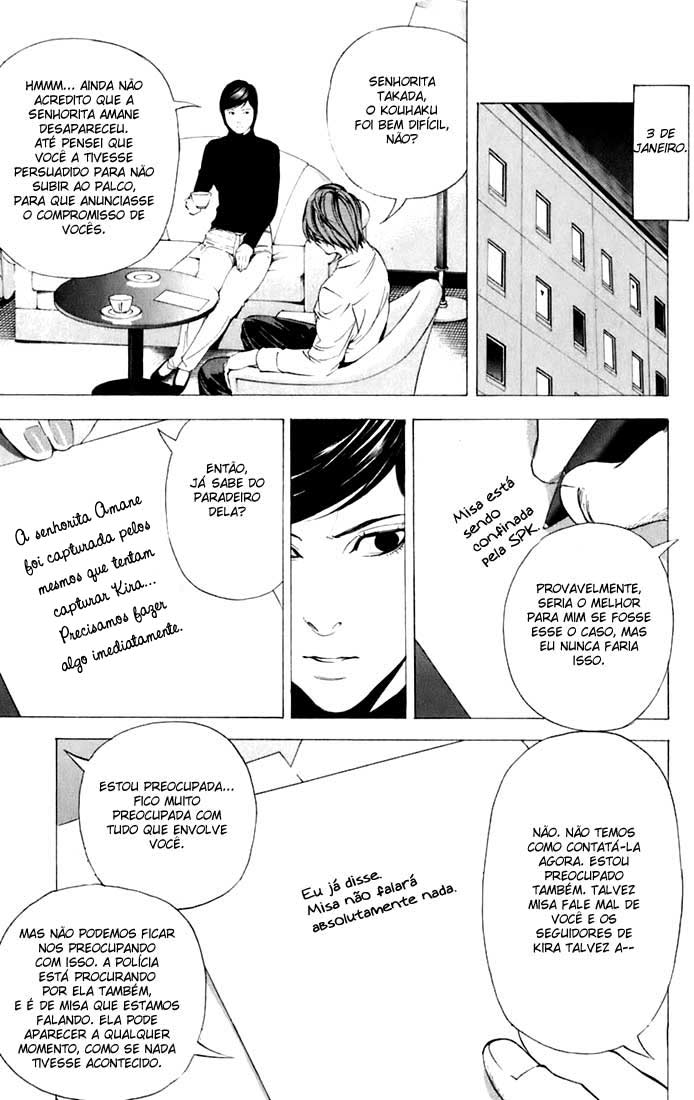 3 DE
JANEIRO.
SENHORITA
TAKADA,
O KOUHAKU
FOI BEM DIFÍCIL,
NÃO?
HMMM... AINDA NÃO
ACREDITO QUE A
SENHORITA AMANE
DESAPARECEU.
ATÉ PENSEI QUE
VOCÊ A TIVESSE
PERSUADIDO PARA NÃO
SUBIR AO PALCO,
PARA QUE ANUNCIASSE
O COMPROMISSO DE
VOCÊS.
Misa está
sendo
confinada
pela SPK.
PROVAVELMENTE,
SERIA O MELHOR
PARA MIM SE FOSSE
ESSE O CASO, MAS
EU NUNCA FARIA
ISSO.
ENTÃO,
JÁ SABE DO
PARADEIRO
DELA?
A senhorita Amane
foi capturada pelos
mesmos que tentam
capturar Kira...
Precisamos fazer
algo imediatamente.
NÃO. NÃO TEMOS
COMO CONTATÁ-LA
AGORA. ESTOU
PREOCUPADO
TAMBÉM. TALVEZ
MISA FALE MAL DE
VOCÊ E OS
SEGUIDORES DE
KIRA TALVEZ A--
Eu já disse.
Misa não falará
absolutamente nada.
ESTOU PREOCUPADA...
FICO MUITO
PREOCUPADA COM
TUDO QUE ENVOLVE
VOCÊ.
MAS NÃO PODEMOS FICAR
NOS PREOCUPANDO
COM ISSO. A POLÍCIA
ESTÁ PROCURANDO
POR ELA TAMBÉM,
E É DE MISA QUE ESTAMOS
FALANDO. ELA PODE
APARECER A QUALQUER
MOMENTO, COMO SE NADA
TIVESSE ACONTECIDO.